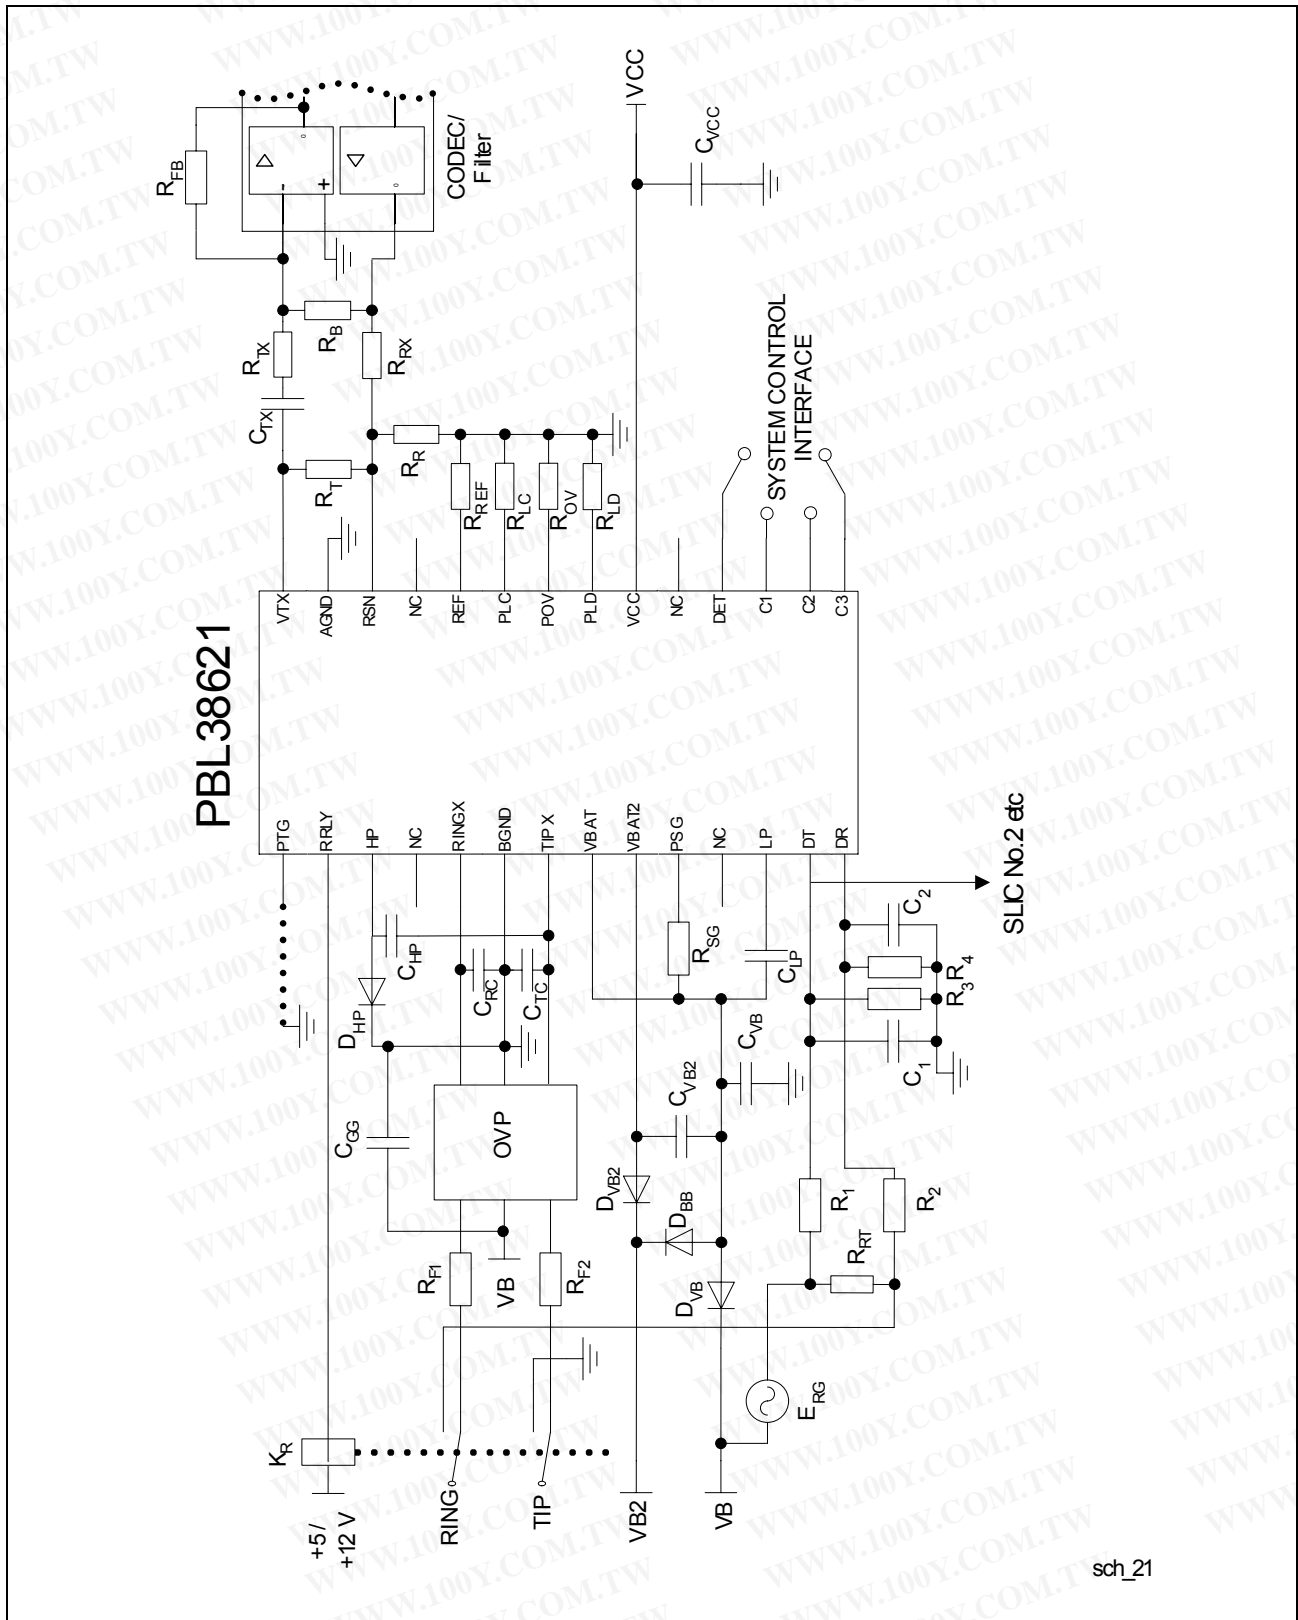 PBL38621
VTX
AGND
RSN
NC
REF
PLC
POV
PLD
VCC
NC
DET
C1
C2
C3
PTG
RRLY
HP
NC
RINGX
BGND
TIPX
VBAT
VBAT2
PSG
NC
LP
DT
DR
RFB
CODEC/
Filter
-
+
RTX
RB
RRX
CTX
RT
RR
RREF
RLC
ROV
RLD
VCC
CVCC
SYSTEM CONTROL
INTERFACE
SLIC No.2 etc
CHP
DHP
CRC
CTC
CGG
OVP
RF1
VB
RF2
RSG
CLP
CVB
CVB2
DVB2
DBB
DVB
C2
R4
R3
C1
R1
R2
RRT
ERG
KR
+5 /
+12 V
RING
TIP
VB2
VB
sch_21
WWW.100Y.COM.TW